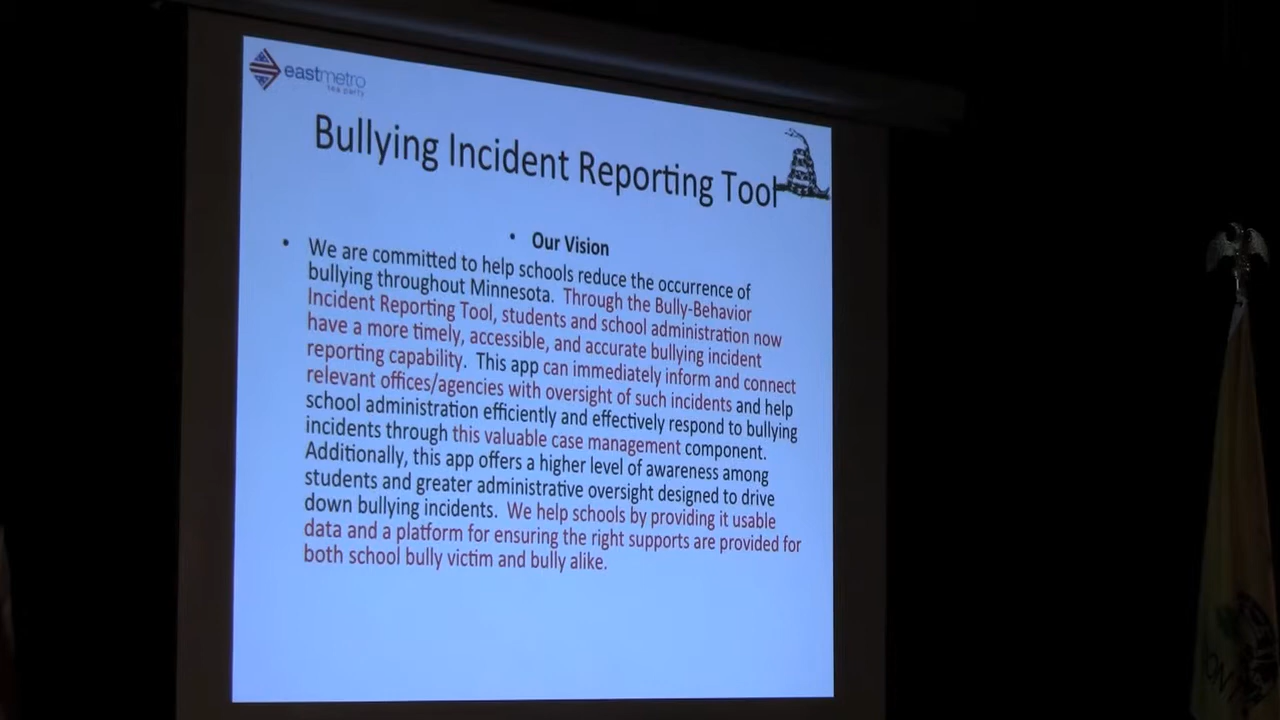 eastmetro
tea party
Bullying Incident Reporting Tool
• Our Vision
• We are committed to help schools reduce the occurrence of
bullying throughout Minnesota. Through the Bully-Behavior
Incident Reporting Tool, students and school administration now
have a more timely, accessible, and accurate bullying incident
reporting capability. This app can immediately inform and connect
relevant offices/agencies with oversight of such incidents and help
school administration efficiently and effectively respond to bullying
incidents through this valuable case management component.
Additionally, this app offers a higher level of awareness among
students and greater administrative oversight designed to drive
down bullying incidents. We help schools by providing it usable
data and a platform for ensuring the right supports are provided for
both school bully victim and bully alike.